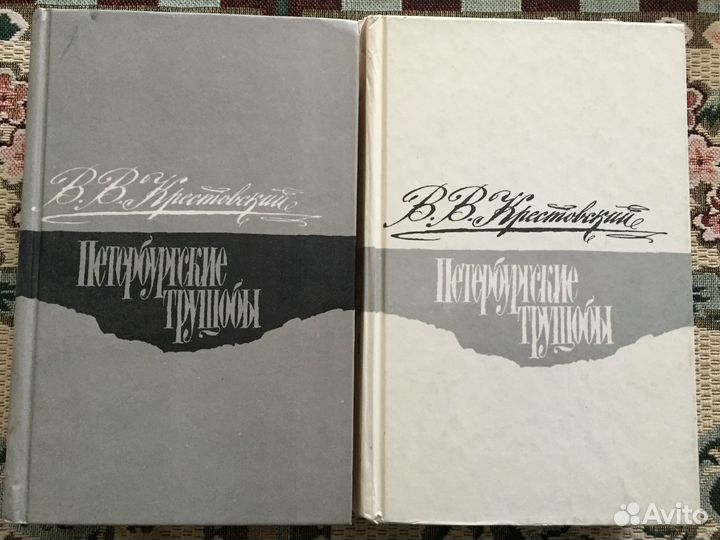 В. В. Крестовский
Петербургские
трущобы
В. В. Крестовский
Петербургские
трущобы
Avito